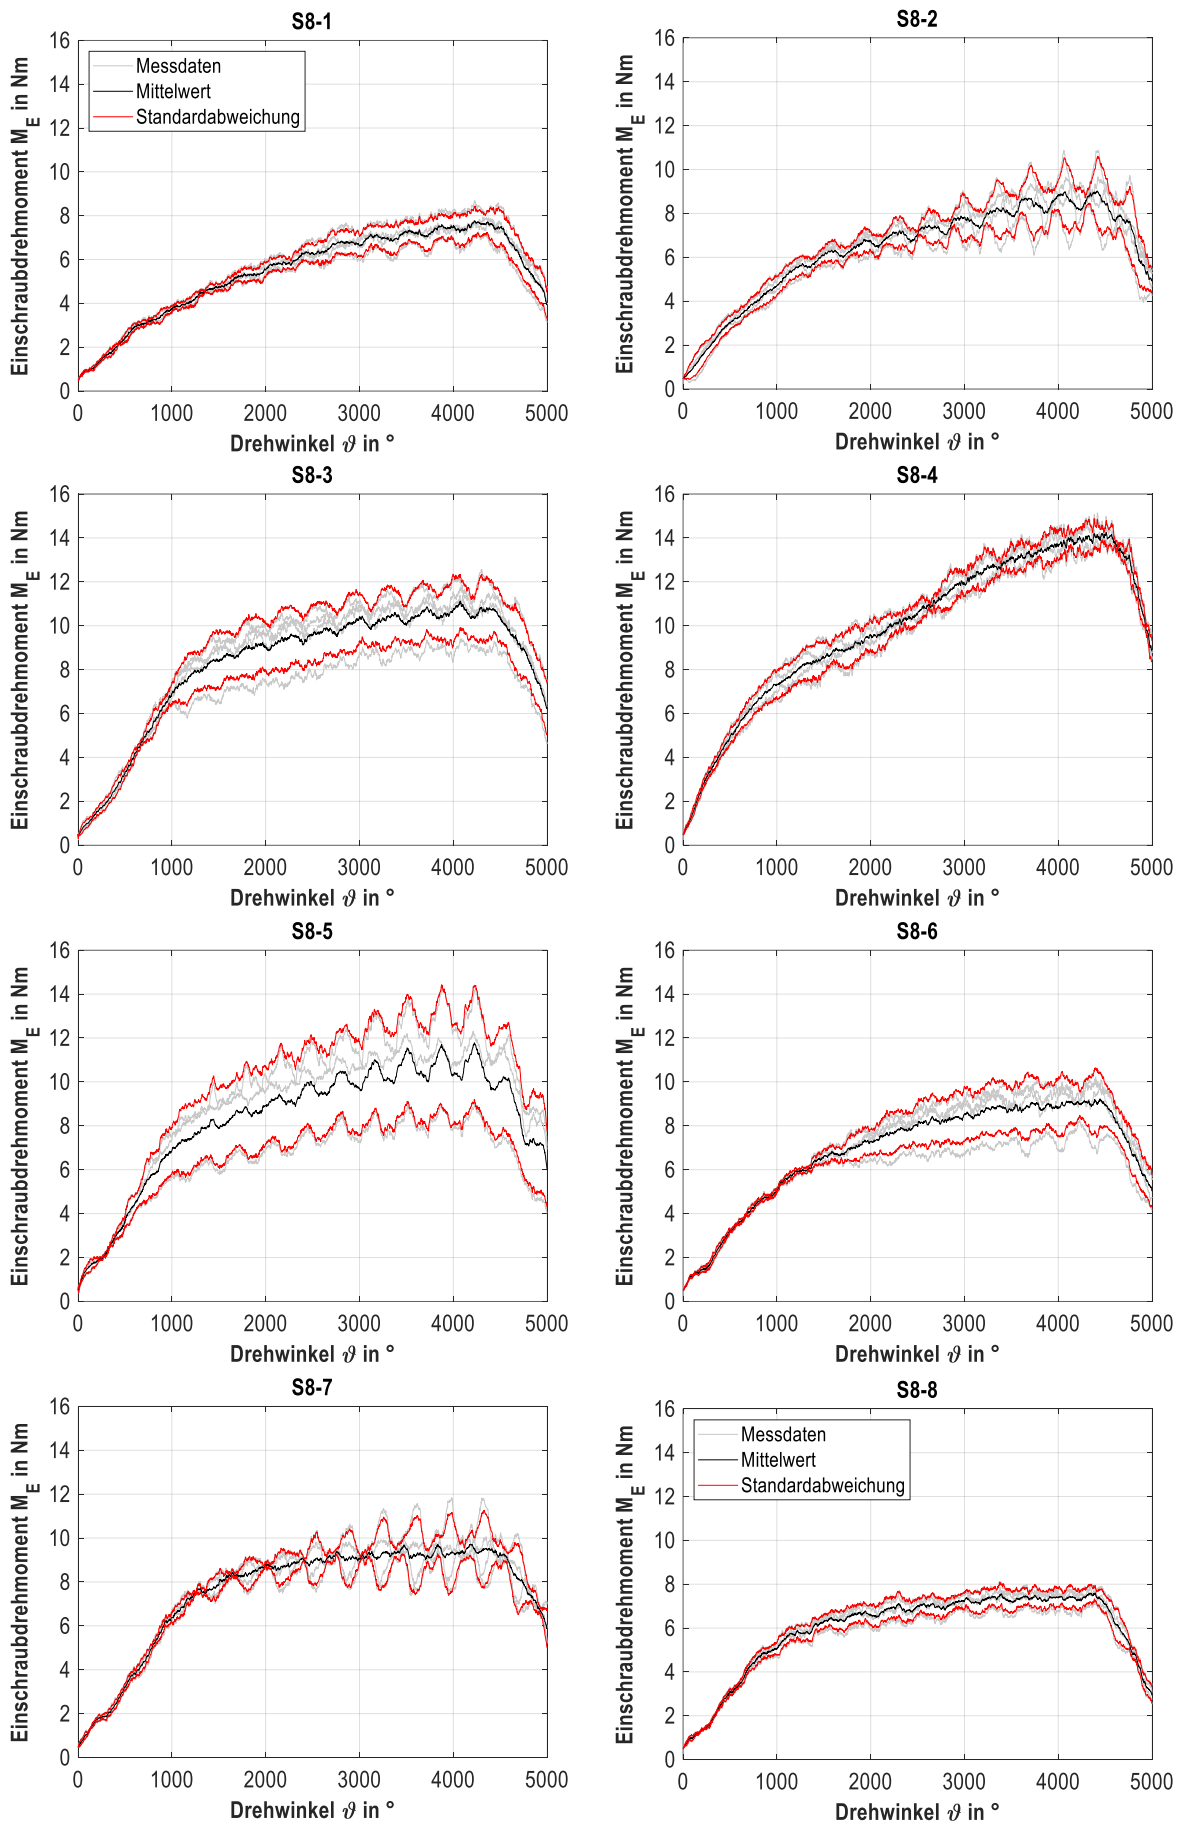 S8-1
16
14
12
10
8
6
4
2
0
Einschraubdrehmoment M_E in Nm
Messdaten
Mittelwert
Standardabweichung
0 1000 2000 3000 4000 5000
Drehwinkel ϑ in °
S8-2
16
14
12
10
8
6
4
2
0
Einschraubdrehmoment M_E in Nm
0 1000 2000 3000 4000 5000
Drehwinkel ϑ in °
S8-3
16
14
12
10
8
6
4
2
0
Einschraubdrehmoment M_E in Nm
0 1000 2000 3000 4000 5000
Drehwinkel ϑ in °
S8-4
16
14
12
10
8
6
4
2
0
Einschraubdrehmoment M_E in Nm
0 1000 2000 3000 4000 5000
Drehwinkel ϑ in °
S8-5
16
14
12
10
8
6
4
2
0
Einschraubdrehmoment M_E in Nm
0 1000 2000 3000 4000 5000
Drehwinkel ϑ in °
S8-6
16
14
12
10
8
6
4
2
0
Einschraubdrehmoment M_E in Nm
0 1000 2000 3000 4000 5000
Drehwinkel ϑ in °
S8-7
16
14
12
10
8
6
4
2
0
Einschraubdrehmoment M_E in Nm
0 1000 2000 3000 4000 5000
Drehwinkel ϑ in °
S8-8
16
14
12
10
8
6
4
2
0
Einschraubdrehmoment M_E in Nm
Messdaten
Mittelwert
Standardabweichung
0 1000 2000 3000 4000 5000
Drehwinkel ϑ in °